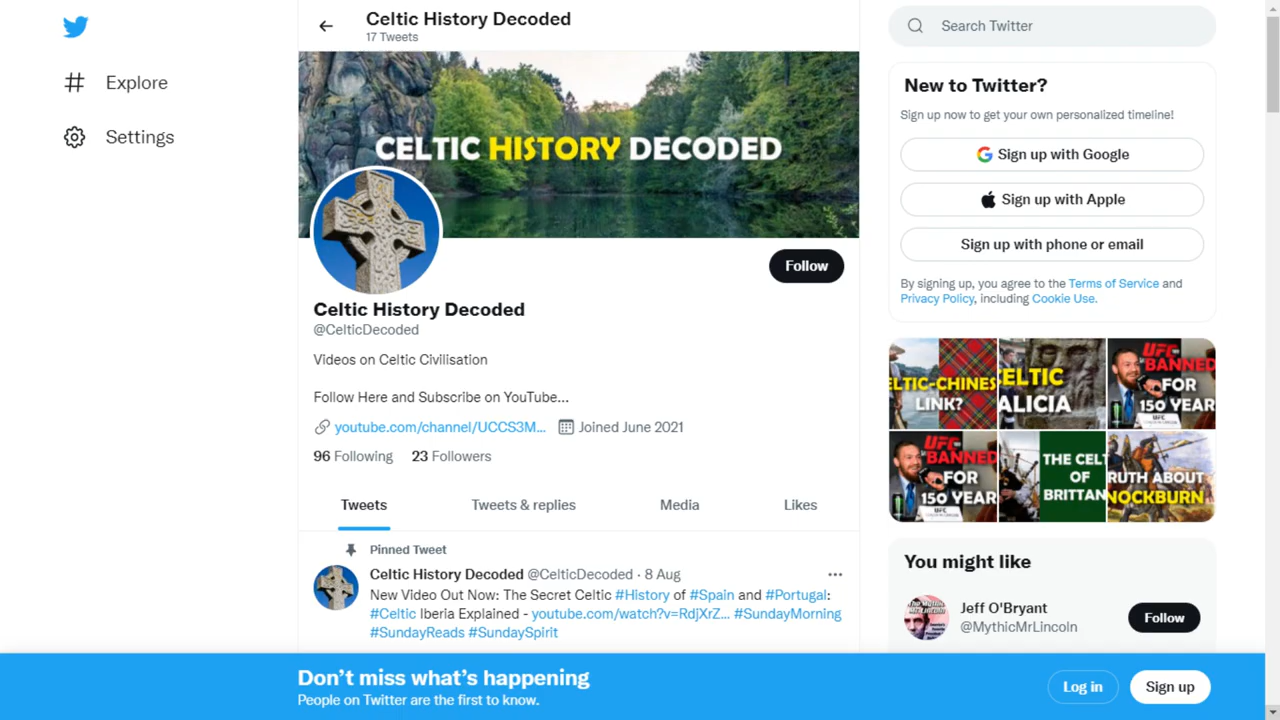 Celtic History Decoded
17 Tweets
Search Twitter
Explore
Settings
CELTIC HISTORY DECODED
Follow
Celtic History Decoded
@CelticDecoded
Videos on Celtic Civilisation
Follow Here and Subscribe on YouTube...
youtube.com/channel/UCCS3M... Joined June 2021
96 Following 23 Followers
Tweets Tweets & replies Media Likes
Pinned Tweet
Celtic History Decoded @CelticDecoded · 8 Aug
New Video Out Now: The Secret Celtic #History of #Spain and #Portugal:
#Celtic Iberia Explained - youtube.com/watch?v=RdjXrZ... #SundayMorning
#SundayReads #SundaySpirit
New to Twitter?
Sign up now to get your own personalized timeline!
Sign up with Google
Sign up with Apple
Sign up with phone or email
By signing up, you agree to the Terms of Service and
Privacy Policy, including Cookie Use.
ELTIC-CHINES
LINK?
ELTIC
ALICIA
UFC
BANNED
FOR
150 YEAR
UFC
UFC
BANNED
FOR
150 YEAR
UFC
THE CELT
OF
BRITTAN
RUTH ABOUT
NOCKBURN
You might like
Jeff O'Bryant
@MythicMrLincoln
Follow
Don't miss what's happening
People on Twitter are the first to know.
Log in
Sign up